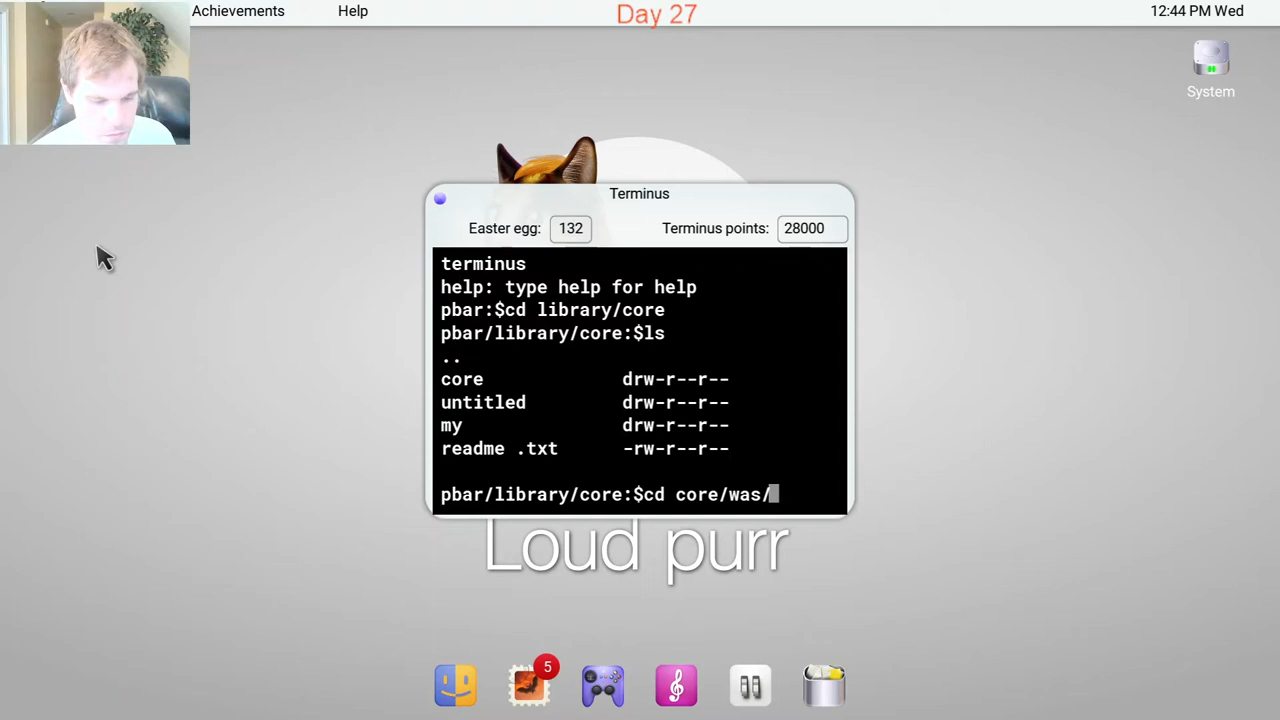 Achievements Help Day 27 12:44 PM Wed
System
Terminus
Easter egg: 132 Terminus points: 28000
terminus
help: type help for help
pbar:$cd library/core
pbar/library/core:$ls
..
core drw-r--r--
untitled drw-r--r--
my drw-r--r--
readme .txt -rw-r--r--
pbar/library/core:$cd core/was/
Loud purr
5